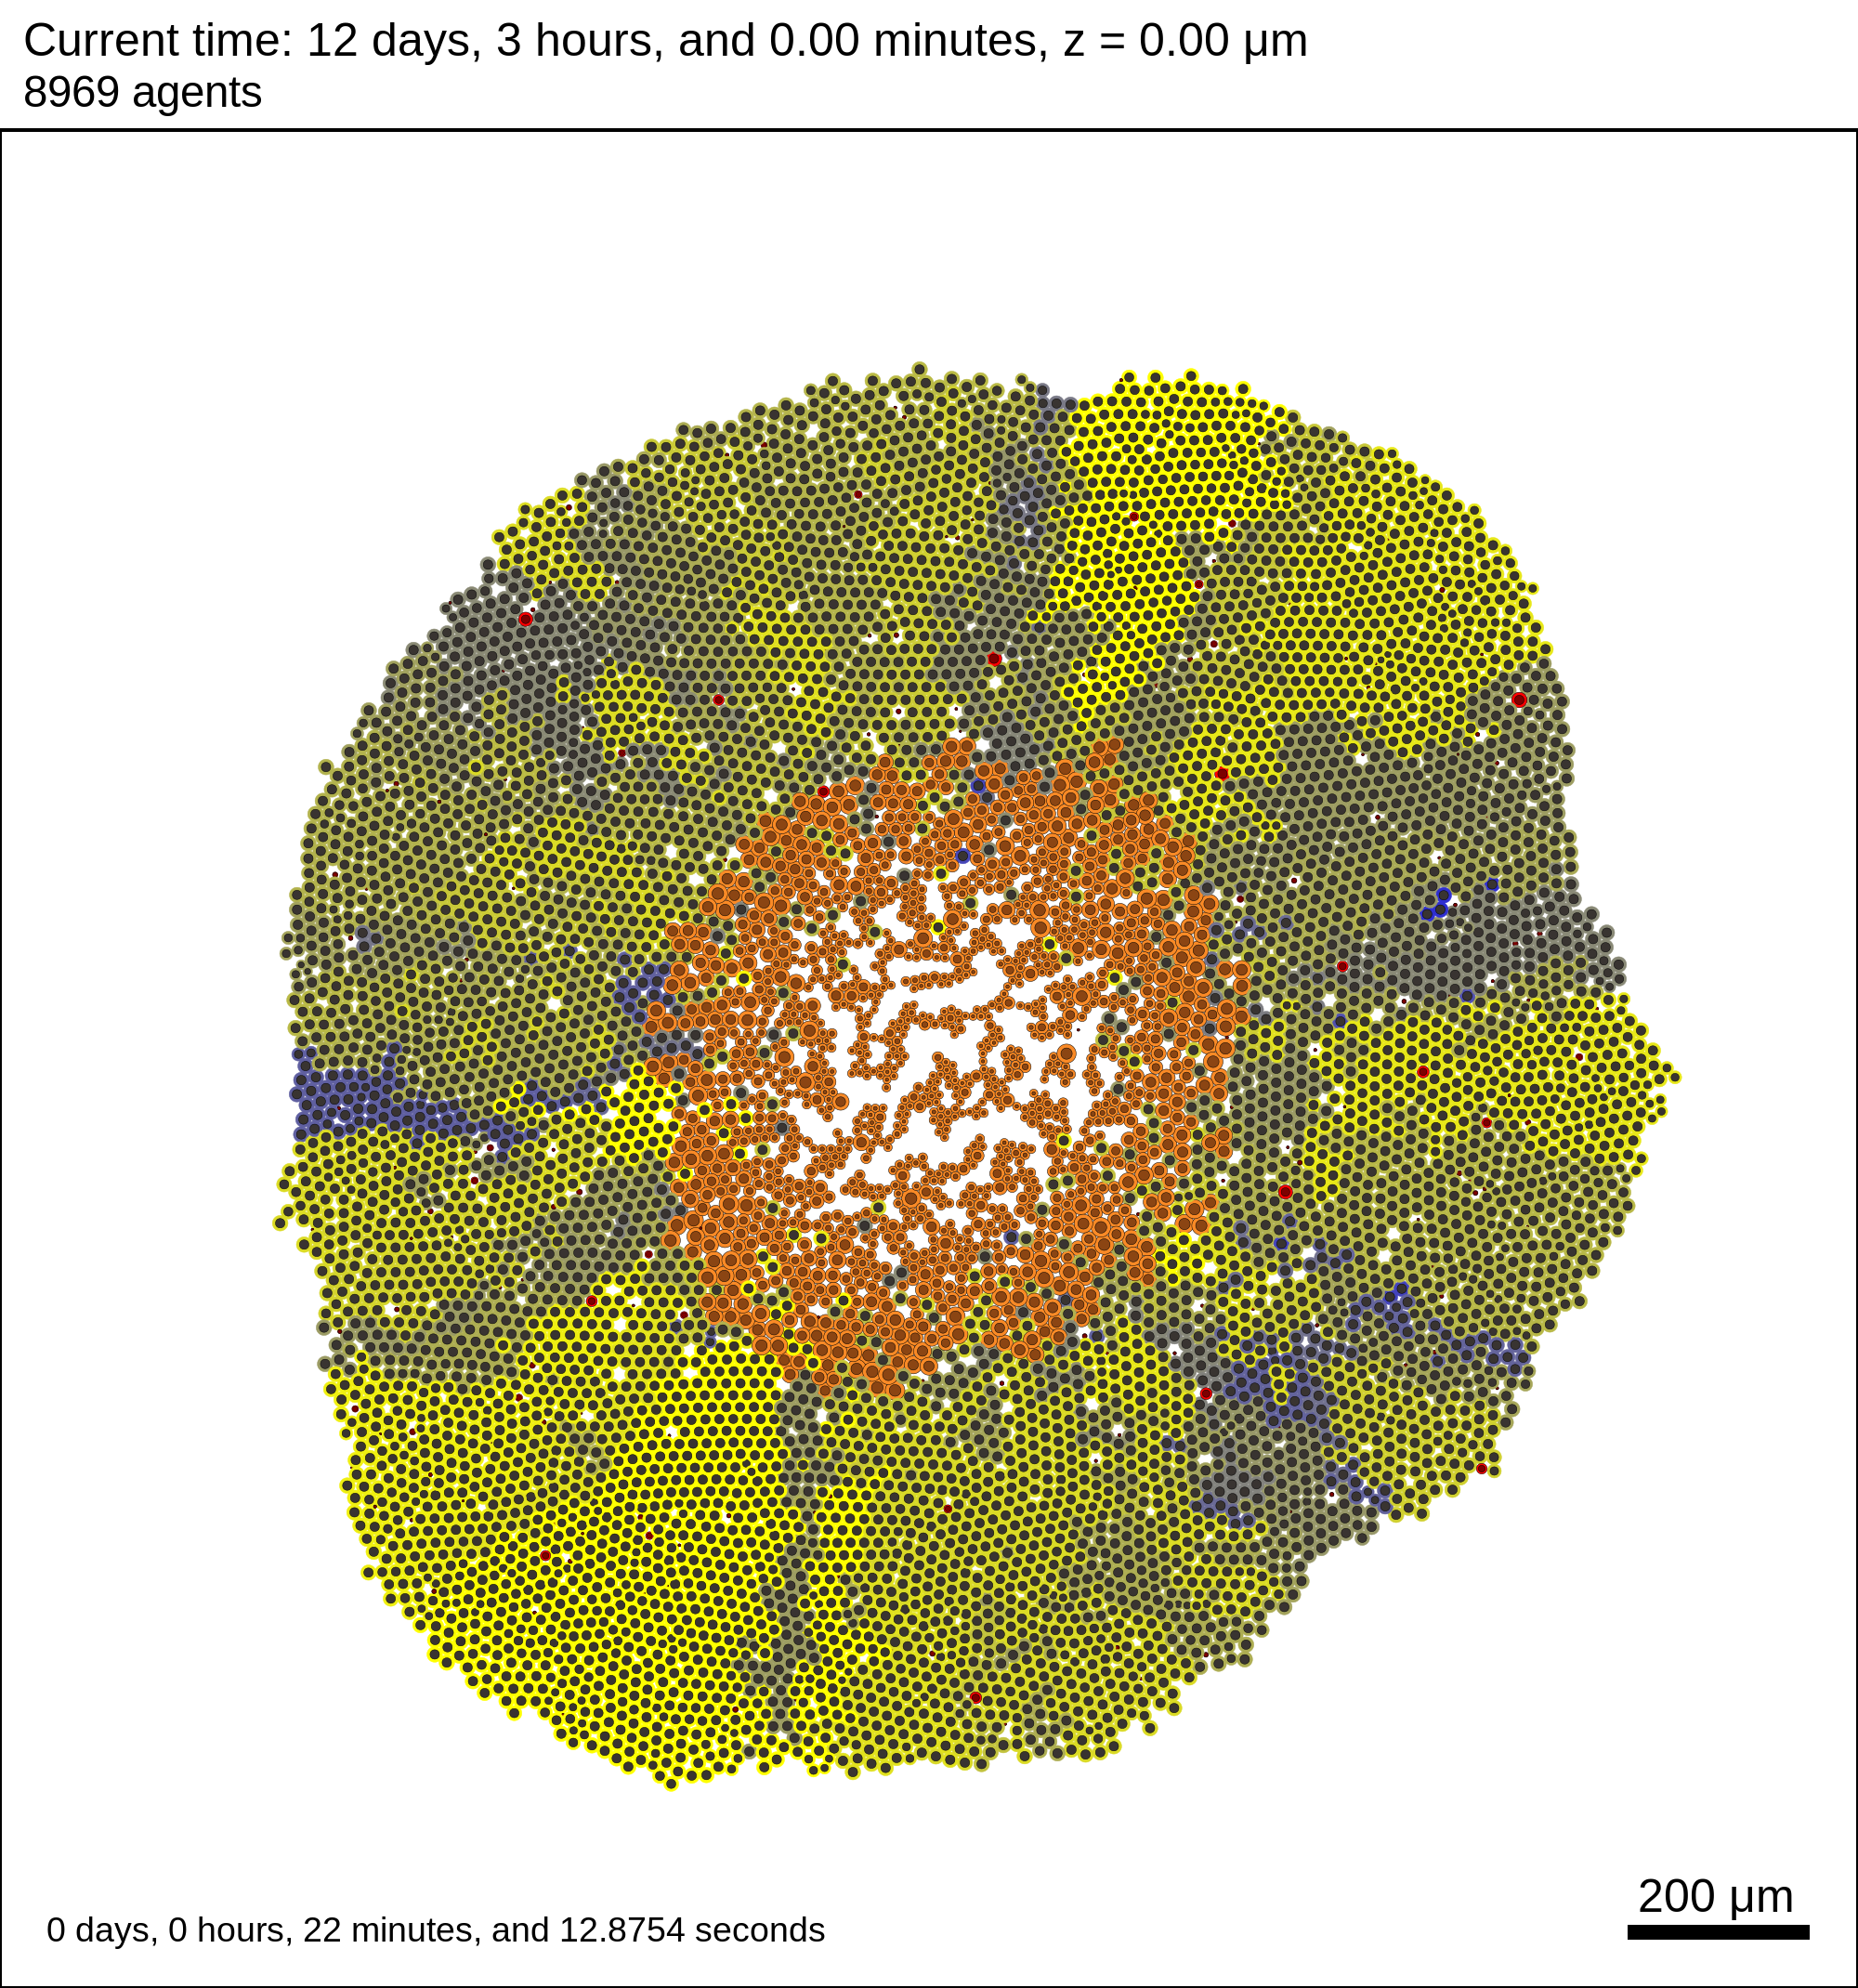 Current time: 12 days, 3 hours, and 0.00 minutes, z = 0.00 μm
8969 agents
200 μm
0 days, 0 hours, 22 minutes, and 12.8754 seconds